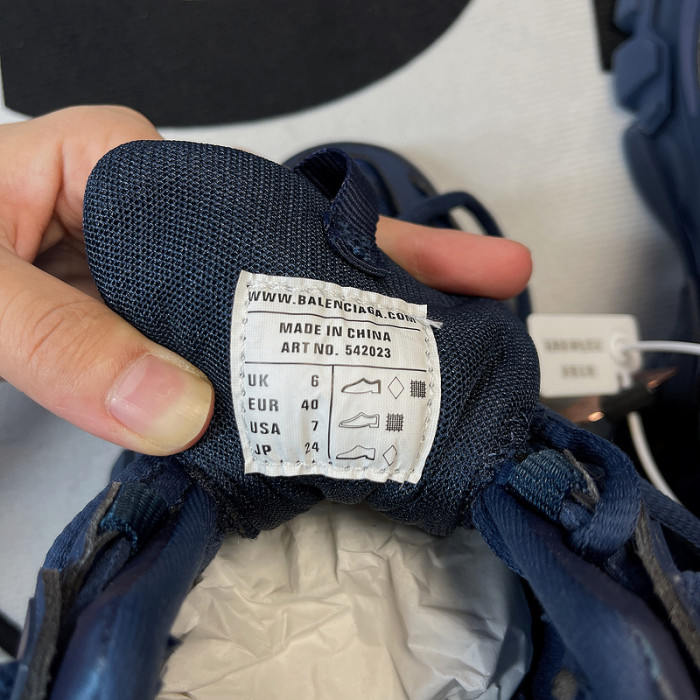 WWW.BALENCIAGA.COM
MADE IN CHINA
ART NO. 542023
UK 6
EUR 40
USA 7
JP 24